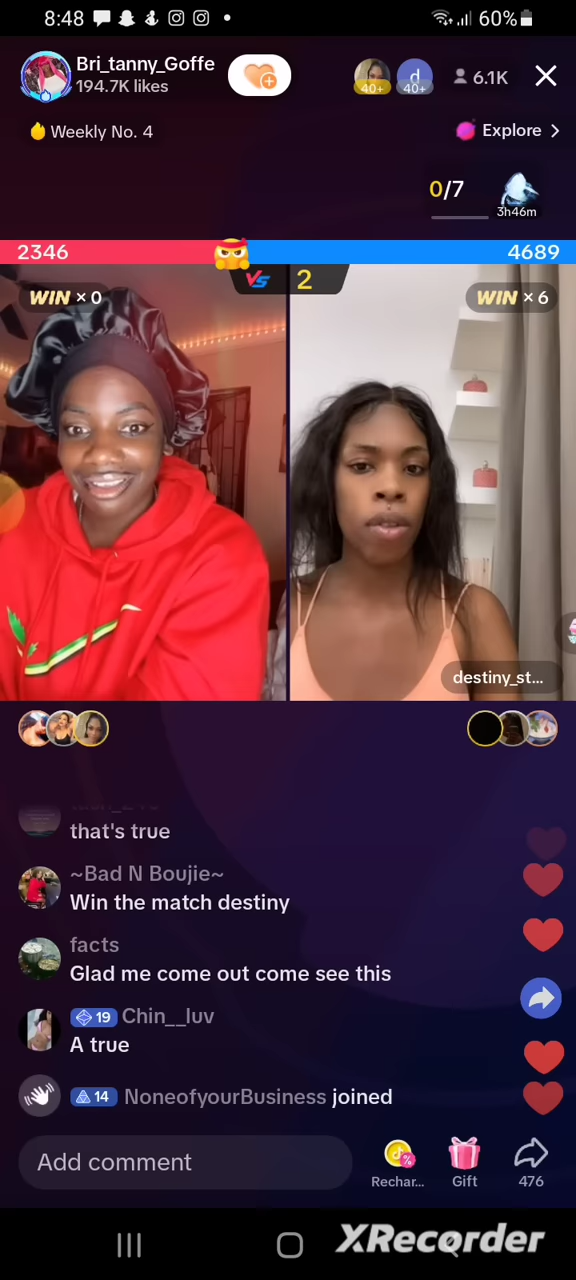 8:48
60%
Bri_tanny_Goffe
194.7K likes
40+
40+
6.1K
Weekly No. 4
Explore
0/7
3h46m
2346
4689
VS 2
WIN × 0
WIN × 6
destiny_st...
that's true
~Bad N Boujie~
Win the match destiny
facts
Glad me come out come see this
19 Chin__luv
A true
14 NoneofyourBusiness joined
Add comment
Rechar...
Gift
476
XRecorder